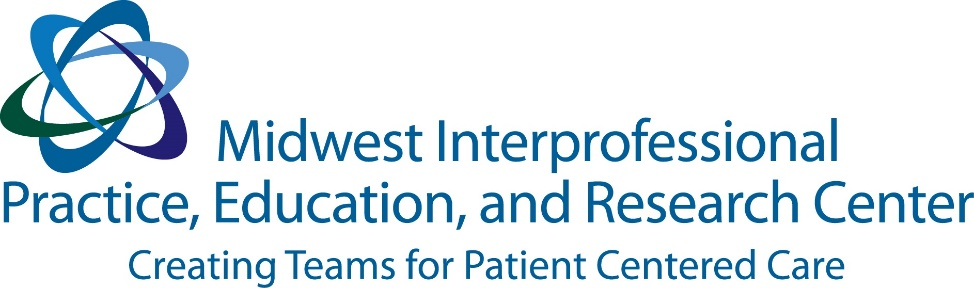 Midwest Interprofessional
Practice, Education, and Research Center
Creating Teams for Patient Centered Care